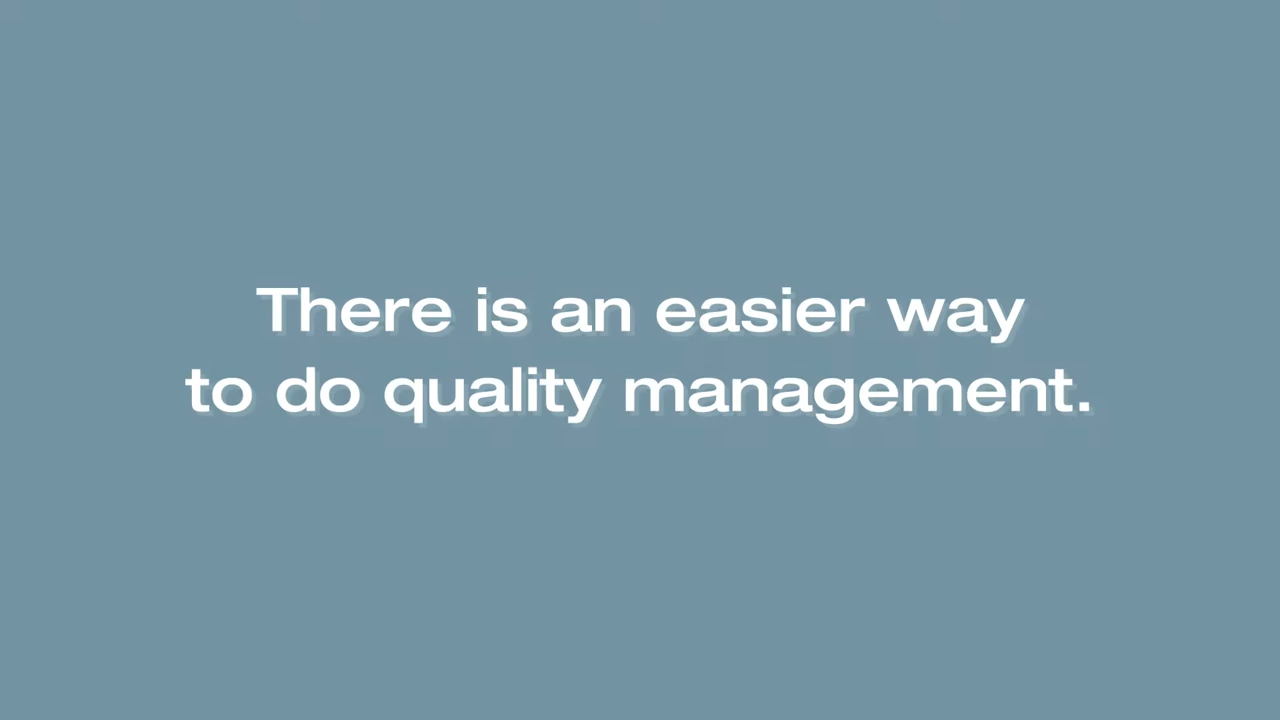 There is an easier way
to do quality management.